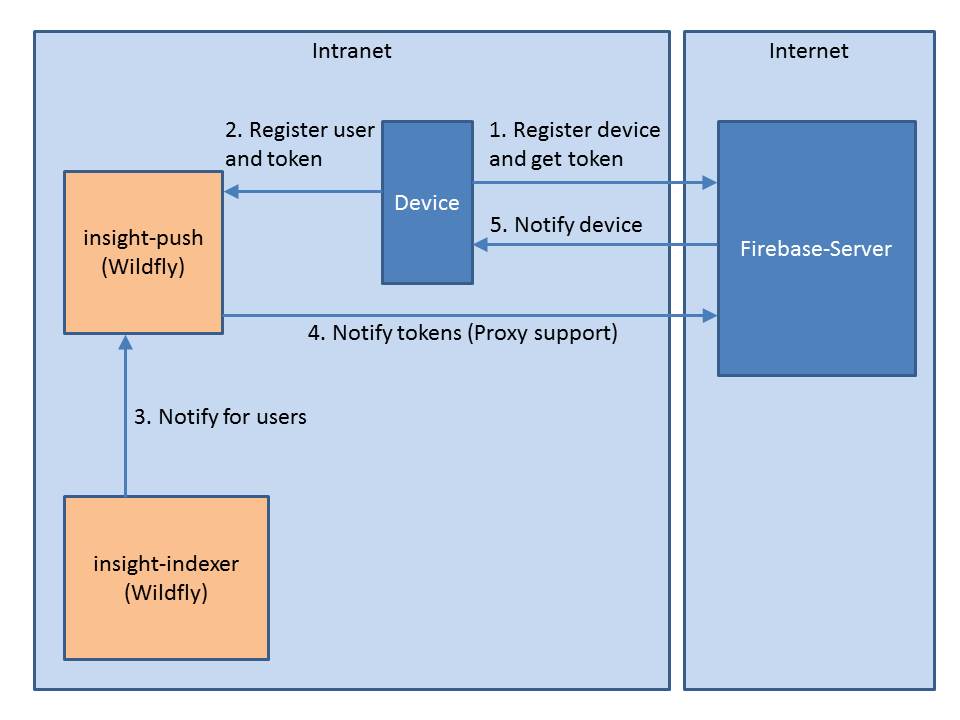 Intranet
Internet
2. Register user
and token
1. Register device
and get token
Device
insight-push
(Wildfly)
5. Notify device
Firebase-Server
4. Notify tokens (Proxy support)
3. Notify for users
insight-indexer
(Wildfly)